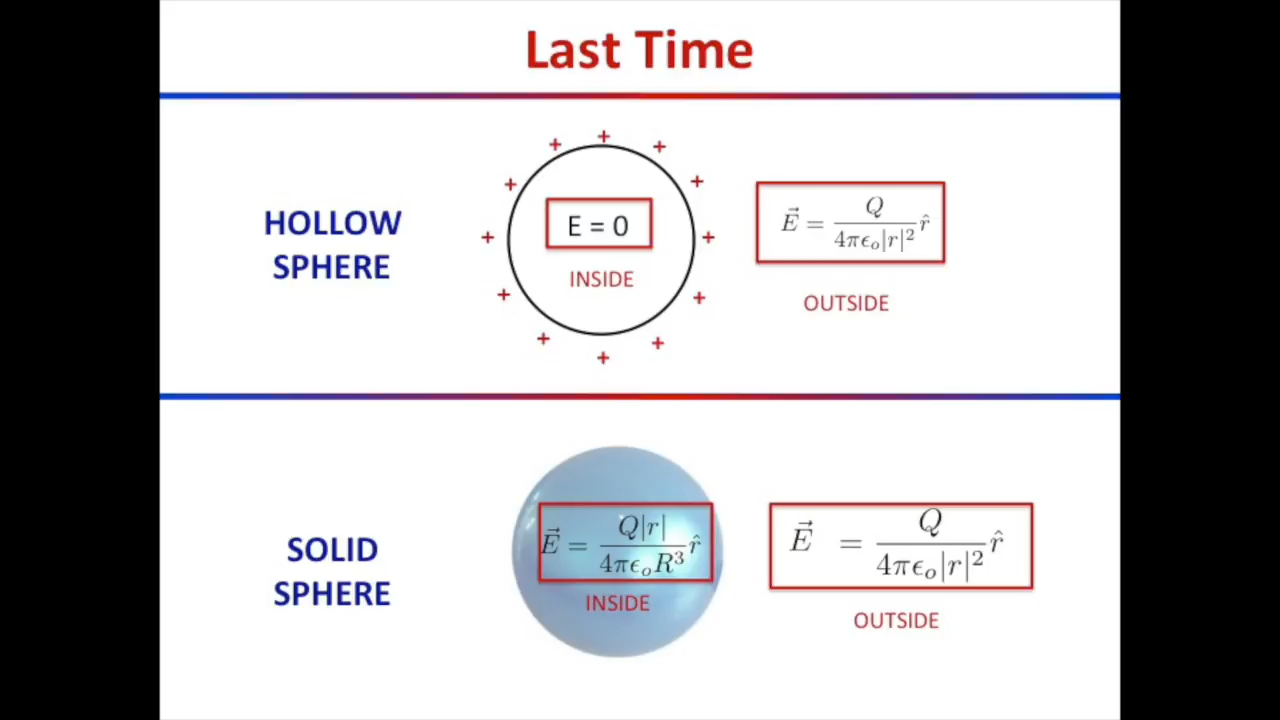 Last Time
HOLLOW
SPHERE
+ + + + + + + + + + + +
E = 0
INSIDE
$\vec{E} = \frac{Q}{4\pi\epsilon_o|r|^2}\hat{r}$
OUTSIDE
SOLID
SPHERE
$\vec{E} = \frac{Q|r|}{4\pi\epsilon_o R^3}\hat{r}$
INSIDE
$\vec{E} = \frac{Q}{4\pi\epsilon_o|r|^2}\hat{r}$
OUTSIDE